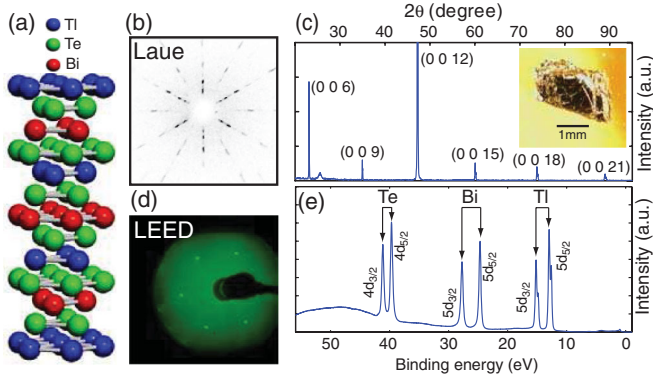 (a)
Tl
Te
Bi
(b)
Laue
(d)
LEED
(c)
2θ (degree)
30 40 50 60 70 80 90
(0 0 6)
(0 0 9)
(0 0 12)
(0 0 15)
(0 0 18)
(0 0 21)
1mm
Intensity (a.u.)
(e)
Te
Bi
Tl
4d3/2
4d5/2
5d3/2
5d5/2
5d3/2
5d5/2
Intensity (a.u.)
50 40 30 20 10 0
Binding energy (eV)